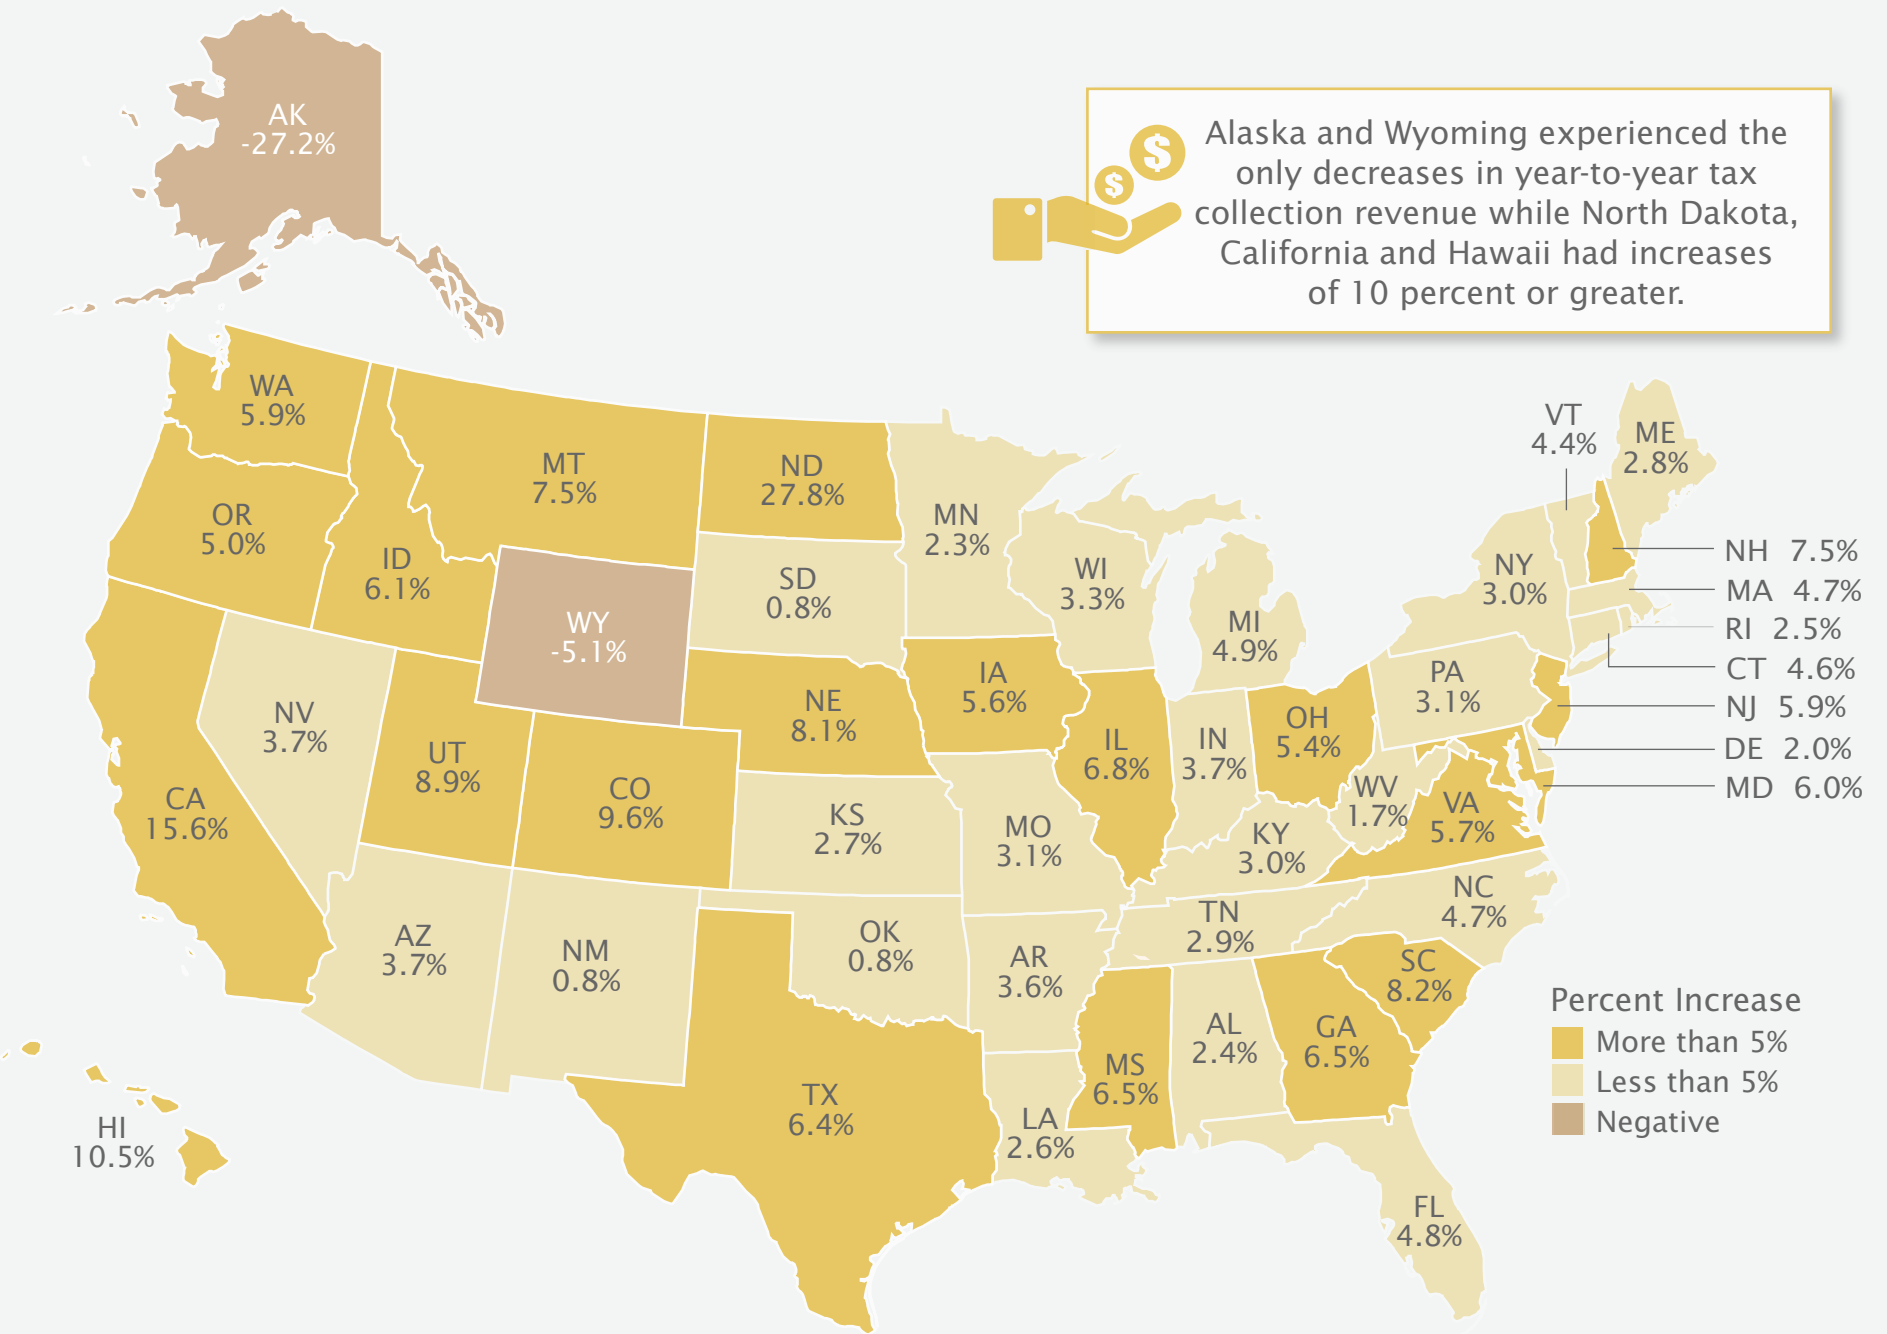 AK
-27.2%
$
$
Alaska and Wyoming experienced the
only decreases in year-to-year tax
collection revenue while North Dakota,
California and Hawaii had increases
of 10 percent or greater.
WA
5.9%
OR
5.0%
ID
6.1%
MT
7.5%
ND
27.8%
MN
2.3%
SD
0.8%
WI
3.3%
WY
-5.1%
MI
4.9%
VT
4.4%
ME
2.8%
NY
3.0%
NH 7.5%
MA 4.7%
RI 2.5%
CT 4.6%
NJ 5.9%
DE 2.0%
MD 6.0%
PA
3.1%
IA
5.6%
NE
8.1%
NV
3.7%
UT
8.9%
CO
9.6%
CA
15.6%
IL
6.8%
IN
3.7%
OH
5.4%
WV
1.7%
VA
5.7%
KS
2.7%
MO
3.1%
KY
3.0%
NC
4.7%
TN
2.9%
AZ
3.7%
NM
0.8%
OK
0.8%
AR
3.6%
SC
8.2%
AL
2.4%
GA
6.5%
MS
6.5%
TX
6.4%
LA
2.6%
HI
10.5%
FL
4.8%
Percent Increase
More than 5%
Less than 5%
Negative